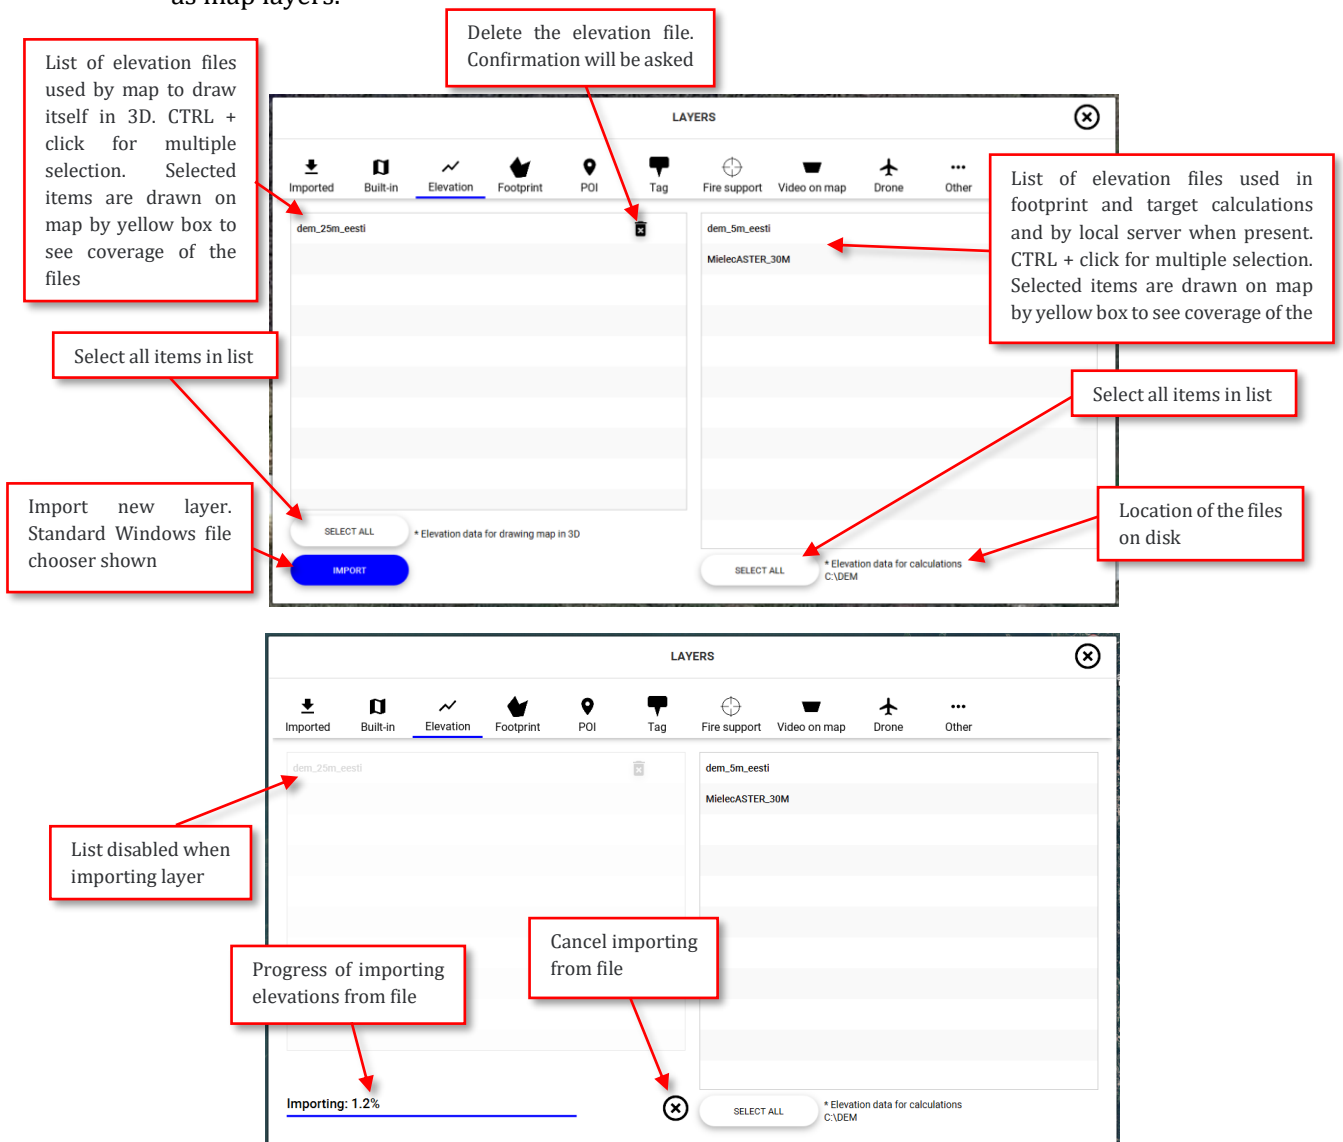 as map layers.
Delete the elevation file.
Confirmation will be asked
List of elevation files
used by map to draw
itself in 3D. CTRL +
click for multiple
selection. Selected
items are drawn on
map by yellow box to
see coverage of the
files
LAYERS
Imported Built-in Elevation Footprint POI Tag Fire support Video on map Drone Other
List of elevation files used in
footprint and target calculations
and by local server when present.
CTRL + click for multiple selection.
Selected items are drawn on map
by yellow box to see coverage of the
dem_25m_eesti
dem_5m_eesti
MielecASTER_30M
Select all items in list
Select all items in list
Import new layer.
Standard Windows file
chooser shown
Location of the files
on disk
SELECT ALL
* Elevation data for drawing map in 3D
IMPORT
SELECT ALL
* Elevation data for calculations
C:\DEM
LAYERS
Imported Built-in Elevation Footprint POI Tag Fire support Video on map Drone Other
dem_25m_eesti
dem_5m_eesti
MielecASTER_30M
List disabled when
importing layer
Cancel importing
from file
Progress of importing
elevations from file
Importing: 1.2%
SELECT ALL
* Elevation data for calculations
C:\DEM